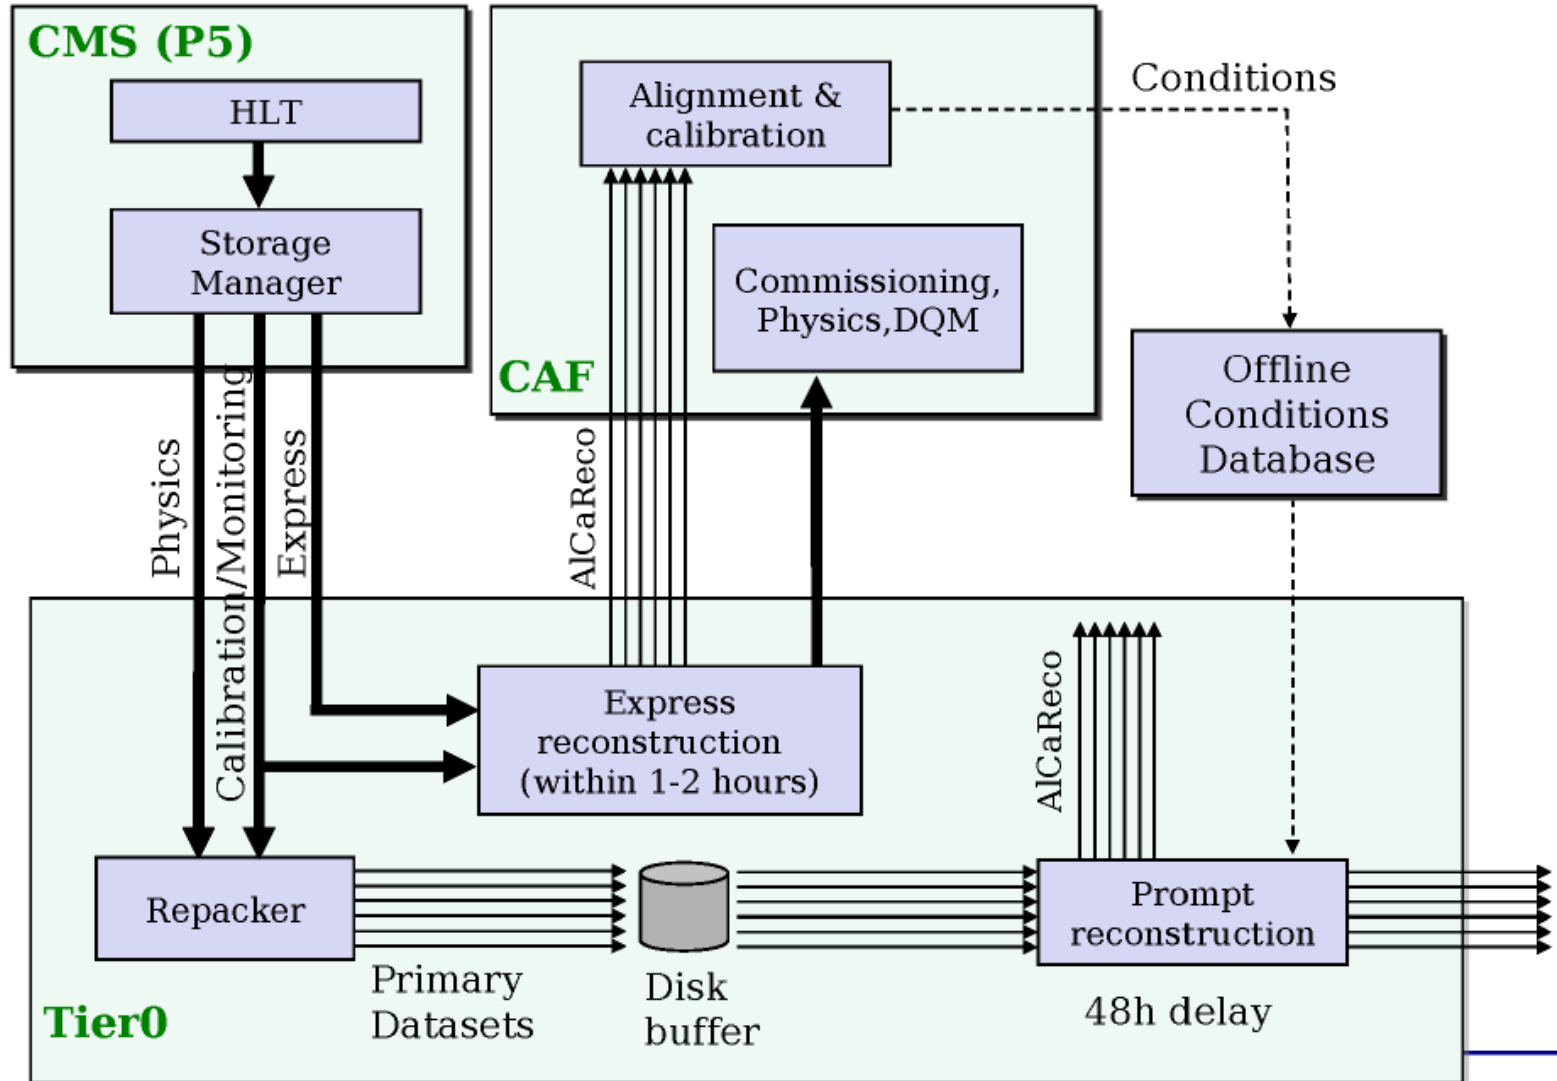 CMS (P5)
HLT
Storage
Manager
Alignment &
calibration
Commissioning,
Physics,DQM
CAF
Conditions
Offline
Conditions
Database
Physics
Calibration/Monitoring
Express
AlCaReco
Express
reconstruction
(within 1-2 hours)
AlCaReco
Repacker
Primary
Datasets
Disk
buffer
Prompt
reconstruction
48h delay
Tier0